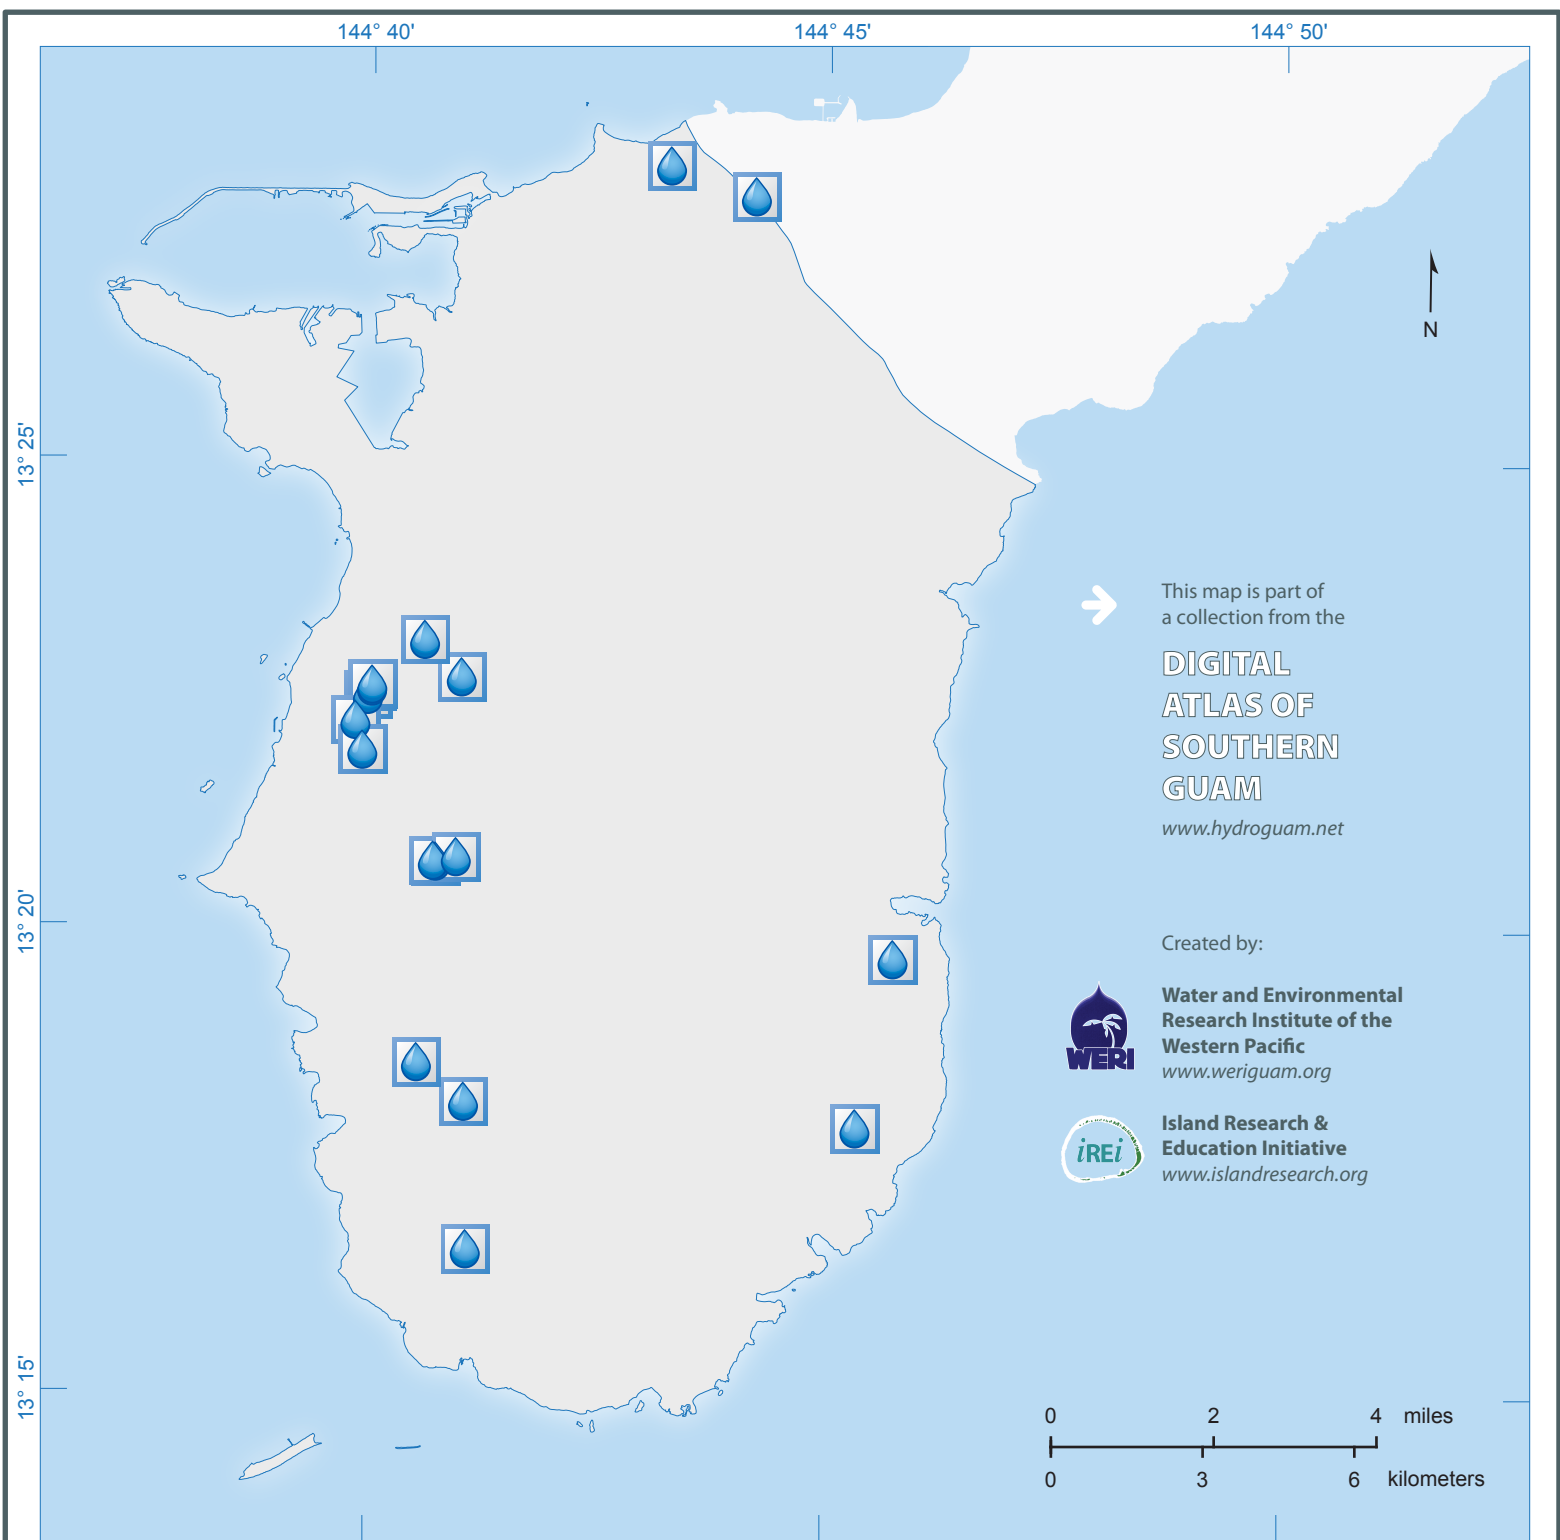 144° 40'
144° 45'
144° 50'
N
13° 25'
This map is part of
a collection from the
DIGITAL
ATLAS OF
SOUTHERN
GUAM
www.hydroguam.net
13° 20'
Created by:
Water and Environmental
Research Institute of the
Western Pacific
www.weriguam.org
WERI
Island Research &
Education Initiative
www.islandresearch.org
iREi
13° 15'
0 2 4 miles
0 3 6 kilometers